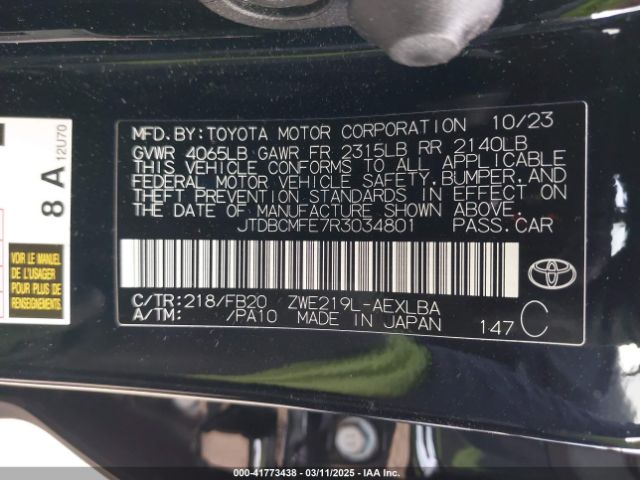 MFD.BY:TOYOTA MOTOR CORPORATION 10/23
GVWR 4065LB GAWR FR 2315LB RR 2140LB
THIS VEHICLE CONFORMS TO ALL APPLICABLE
FEDERAL MOTOR VEHICLE SAFETY,BUMPER,AND
THEFT PREVENTION STANDARDS IN EFFECT ON
THE DATE OF MANUFACTURE SHOWN ABOVE.
JTDBCMFE7R3034801 PASS.CAR
C/TR:218/FB20 ZWE219L-AEXLBA
A/TM: /PA10 MADE IN JAPAN 147 C
8 A
12U70
VOIR LE MANUEL
DE L'USAGER
POUR PLUS DE
DETAILS
000-41773438 - 03/11/2025 - IAA Inc.